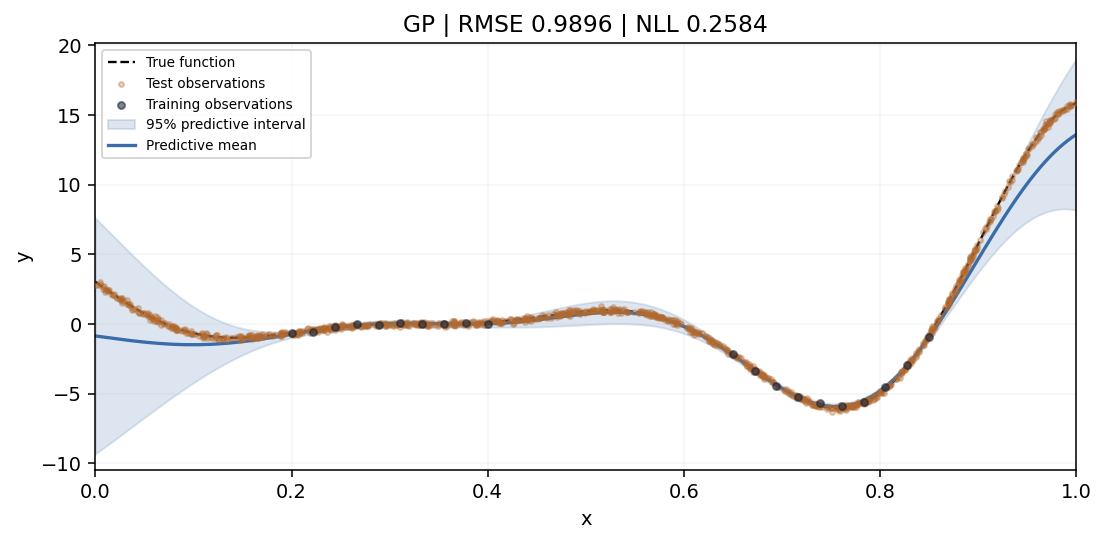 GP | RMSE 0.9896 | NLL 0.2584
True function
Test observations
Training observations
95% predictive interval
Predictive mean
20
15
10
5
0
−5
−10
y
0.0 0.2 0.4 0.6 0.8 1.0
x